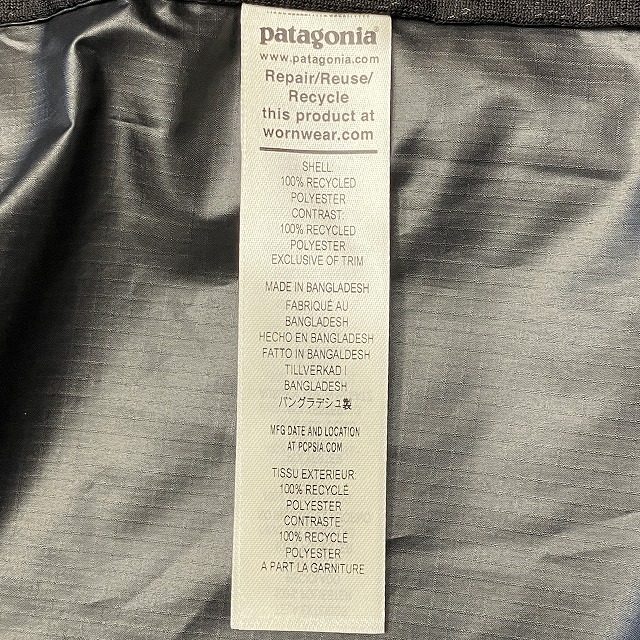 patagonia®
www.patagonia.com
Repair/Reuse/
Recycle
this product at
wornwear.com
SHELL:
100% RECYCLED
POLYESTER
CONTRAST:
100% RECYCLED
POLYESTER
EXCLUSIVE OF TRIM
MADE IN BANGLADESH
FABRIQUÉ AU
BANGLADESH
HECHO EN BANGLADESH
FATTO IN BANGALDESH
TILLVERKAD I
BANGLADESH
バングラデシュ製
MFG DATE AND LOCATION
AT PCPSIA.COM
TISSU EXTERIEUR:
100% RECYCLÉ
POLYESTER
CONTRASTE
100% RECYCLÉ
POLYESTER
A PART LA GARNITURE